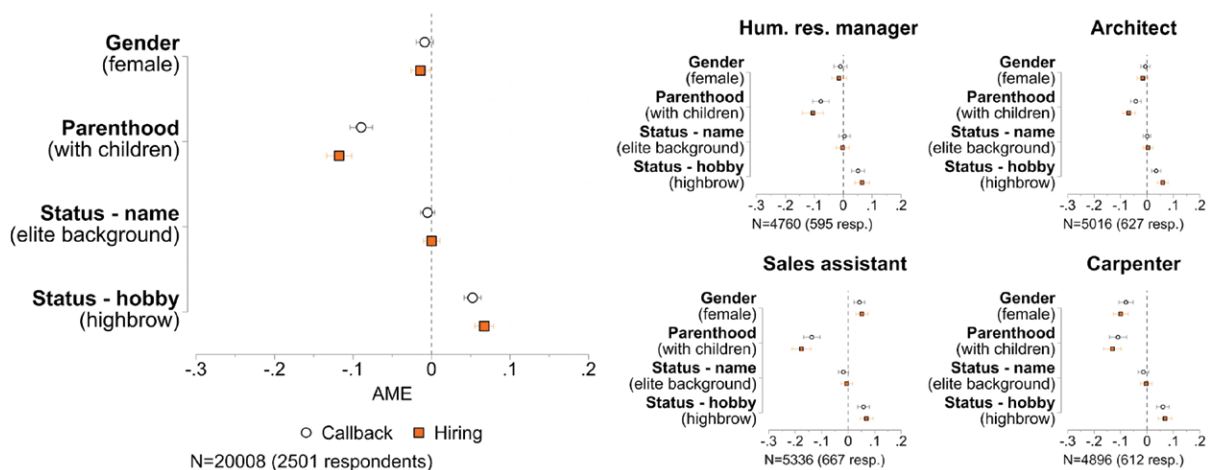 Gender
(female)
Parenthood
(with children)
Status - name
(elite background)
Status - hobby
(highbrow)
-.3 -.2 -.1 0 .1 .2
AME
Callback Hiring
N=20008 (2501 respondents)
Hum. res. manager
Gender
(female)
Parenthood
(with children)
Status - name
(elite background)
Status - hobby
(highbrow)
-.3 -.2 -.1 0 .1 .2
N=4760 (595 resp.)
Architect
Gender
(female)
Parenthood
(with children)
Status - name
(elite background)
Status - hobby
(highbrow)
-.3 -.2 -.1 0 .1 .2
N=5016 (627 resp.)
Sales assistant
Gender
(female)
Parenthood
(with children)
Status - name
(elite background)
Status - hobby
(highbrow)
-.3 -.2 -.1 0 .1 .2
N=5336 (667 resp.)
Carpenter
Gender
(female)
Parenthood
(with children)
Status - name
(elite background)
Status - hobby
(highbrow)
-.3 -.2 -.1 0 .1 .2
N=4896 (612 resp.)